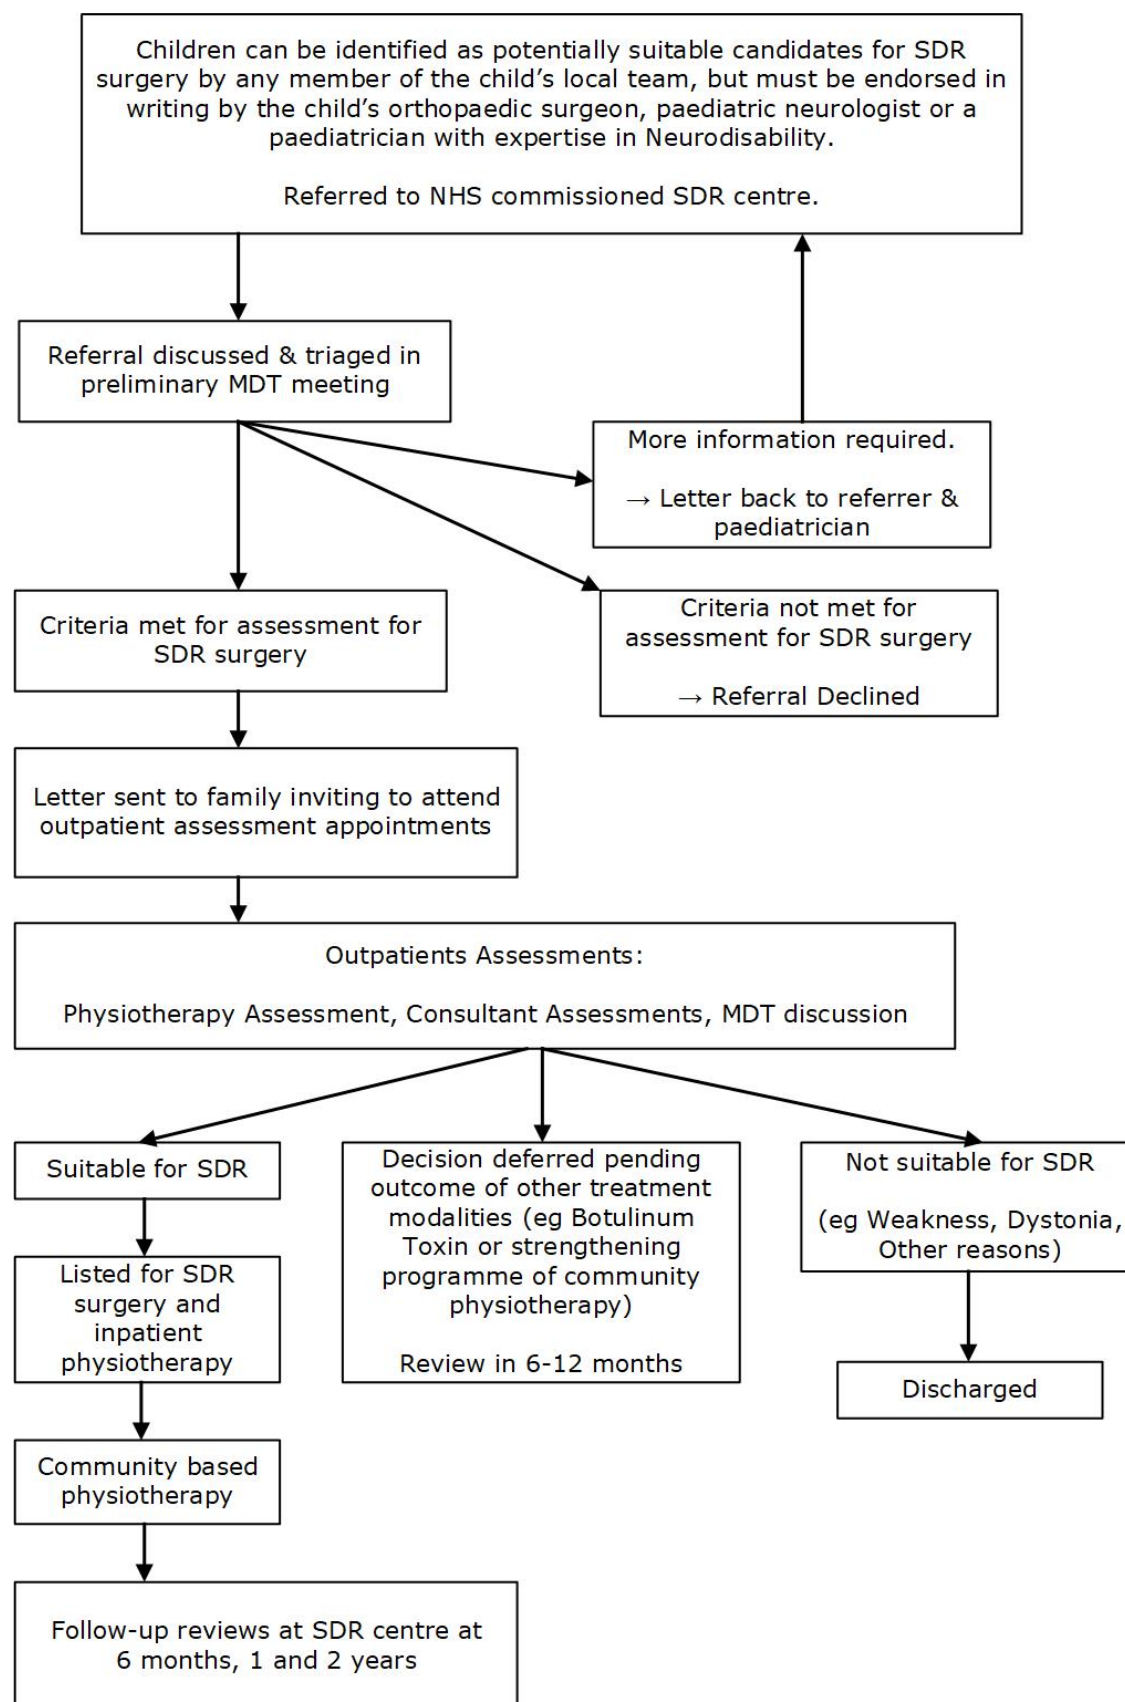 Children can be identified as potentially suitable candidates for SDR
surgery by any member of the child’s local team, but must be endorsed in
writing by the child’s orthopaedic surgeon, paediatric neurologist or a
paediatrician with expertise in Neurodisability.
Referred to NHS commissioned SDR centre.
Referral discussed & triaged in
preliminary MDT meeting
More information required.
→ Letter back to referrer &
paediatrician
Criteria met for assessment for
SDR surgery
Criteria not met for
assessment for SDR surgery
→ Referral Declined
Letter sent to family inviting to attend
outpatient assessment appointments
Outpatients Assessments:
Physiotherapy Assessment, Consultant Assessments, MDT discussion
Suitable for SDR
Decision deferred pending
outcome of other treatment
modalities (eg Botulinum
Toxin or strengthening
programme of community
physiotherapy)
Review in 6-12 months
Not suitable for SDR
(eg Weakness, Dystonia,
Other reasons)
Listed for SDR
surgery and
inpatient
physiotherapy
Discharged
Community based
physiotherapy
Follow-up reviews at SDR centre at
6 months, 1 and 2 years